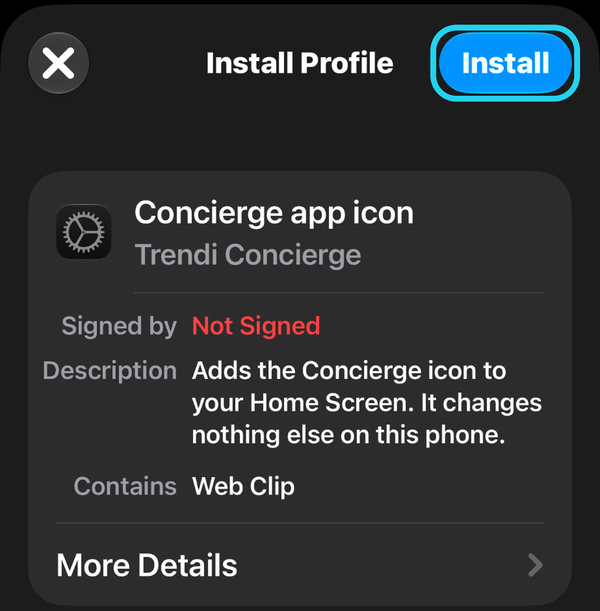 Install Profile
Install
Concierge app icon
Trendi Concierge
Signed by Not Signed
Description Adds the Concierge icon to
your Home Screen. It changes
nothing else on this phone.
Contains Web Clip
More Details